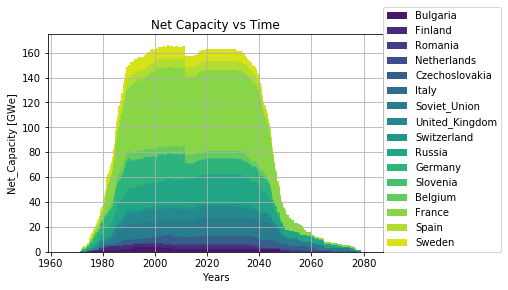 Net Capacity vs Time
Net_Capacity [GWe]
160
140
120
100
80
60
40
20
0
1960
1980
2000
2020
2040
2060
2080
Years
Bulgaria
Finland
Romania
Netherlands
Czechoslovakia
Italy
Soviet_Union
United_Kingdom
Switzerland
Russia
Germany
Slovenia
Belgium
France
Spain
Sweden